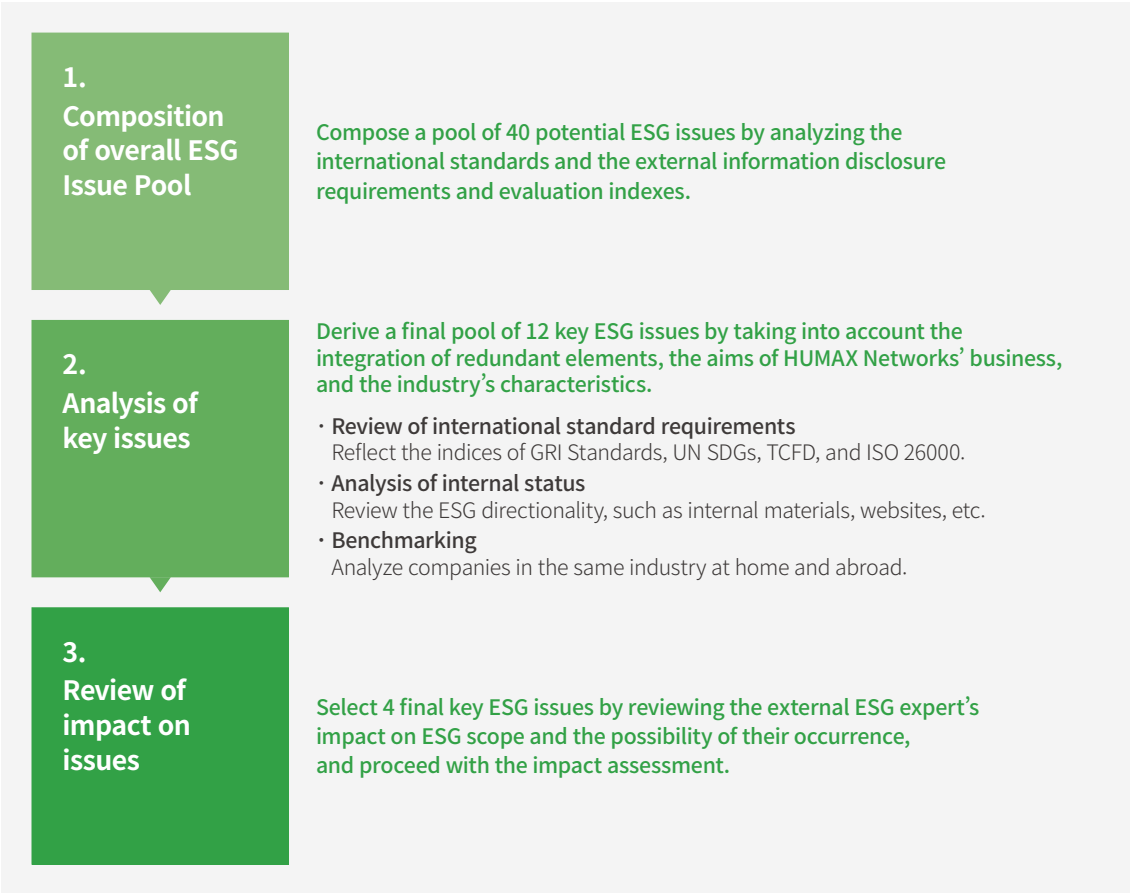 1.
Composition
of overall ESG
Issue Pool
Compose a pool of 40 potential ESG issues by analyzing the
international standards and the external information disclosure
requirements and evaluation indexes.
2.
Analysis of
key issues
Derive a final pool of 12 key ESG issues by taking into account the
integration of redundant elements, the aims of HUMAX Networks’ business,
and the industry’s characteristics.
· Review of international standard requirements
Reflect the indices of GRI Standards, UN SDGs, TCFD, and ISO 26000.
· Analysis of internal status
Review the ESG directionality, such as internal materials, websites, etc.
· Benchmarking
Analyze companies in the same industry at home and abroad.
3.
Review of
impact on
issues
Select 4 final key ESG issues by reviewing the external ESG expert’s
impact on ESG scope and the possibility of their occurrence,
and proceed with the impact assessment.